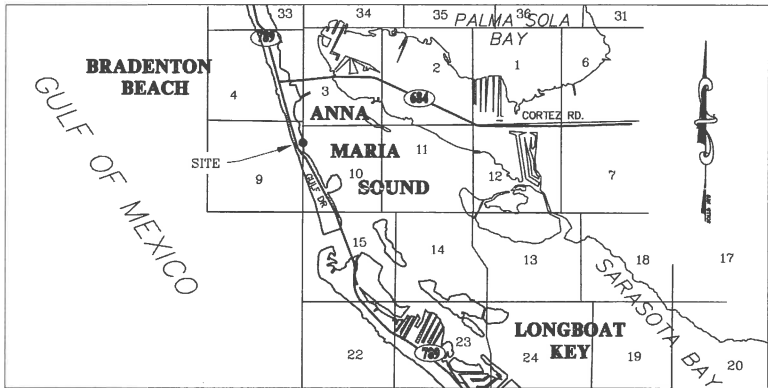 33
34
35
36
31
789
PALMA SOLA
BAY
BRADENTON
BEACH
2
1
6
4
3
684
ANNA
CORTEZ RD.
GULF OF MEXICO
SITE
MARIA
11
9
10
12
7
SOUND
GULF DR
15
14
13
18
17
SARASOTA BAY
LONGBOAT
KEY
22
23
24
19
20
789